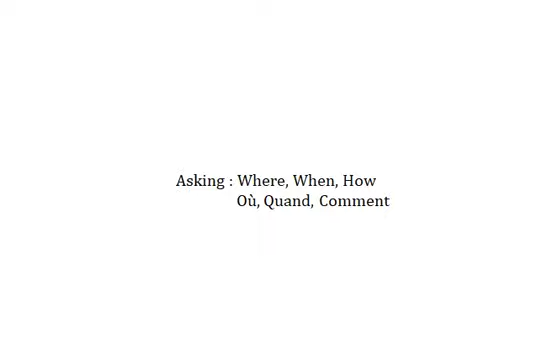 Asking : Where, When, How
Où, Quand, Comment